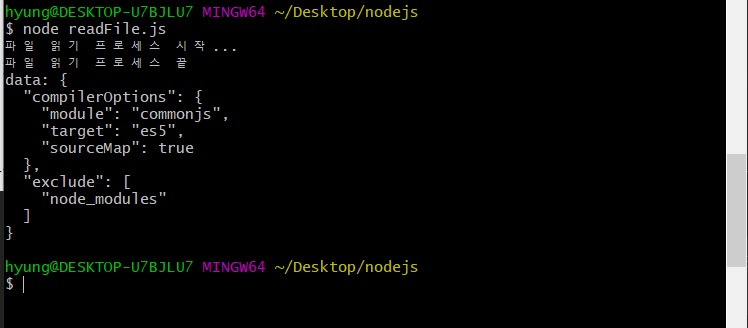 hyung@DESKTOP-U7BJLU7 MINGW64 ~/Desktop/nodejs
$ node readFile.js
파일 읽기 프로세스 시작...
파일 읽기 프로세스 끝
data: {
  "compilerOptions": {
    "module": "commonjs",
    "target": "es5",
    "sourceMap": true
  },
  "exclude": [
    "node_modules"
  ]
}
hyung@DESKTOP-U7BJLU7 MINGW64 ~/Desktop/nodejs
$